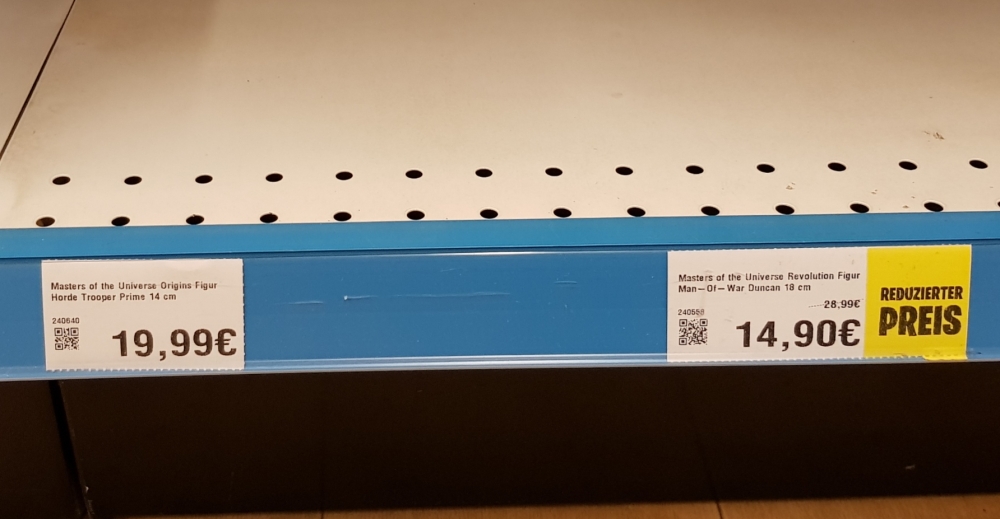 Masters of the Universe Origins Figur
Horde Trooper Prime 14 cm
240640
19,99€
Masters of the Universe Revolution Figur
Man-Of-War Duncan 18 cm
28,99€
240658
14,90€
REDUZIERTER
PREIS